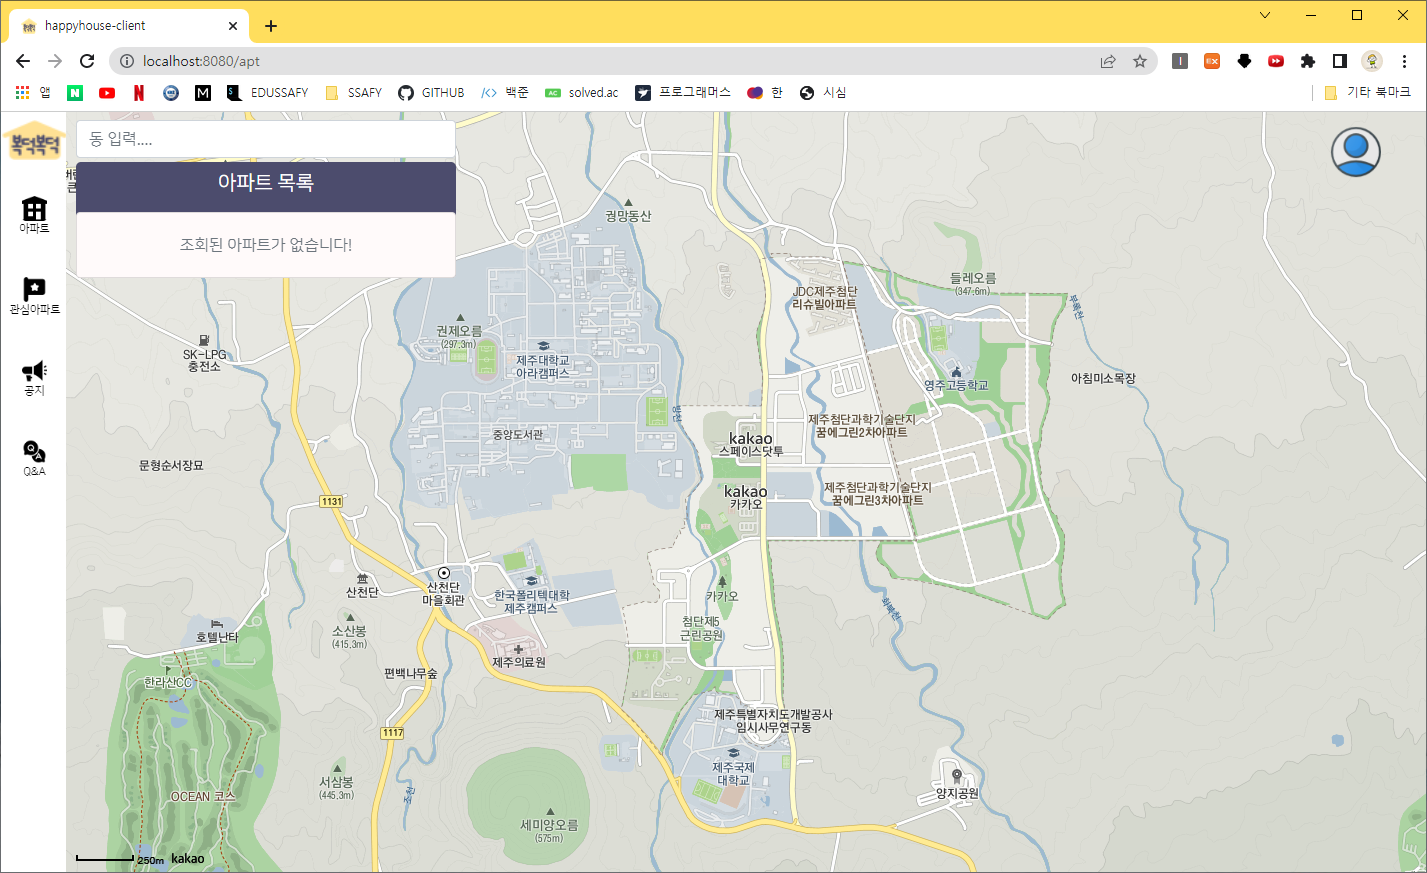 happyhouse-client
localhost:8080/apt
앱
EDUSSAFY
SSAFY
GITHUB
백준
solved.ac
프로그래머스
한
시심
기타 북마크
복덕복덕
동 입력....
아파트 목록
조회된 아파트가 없습니다!
아파트
관심아파트
공지
Q&A
궝망동산
들레오름
(347.6m)
JDC제주첨단
리슈빌아파트
부록천
권제오름
(297.3m)
SK-LPG
충전소
제주대학교
아라캠퍼스
영주고등학교
아침미소목장
방천
제주첨단과학기술단지
꿈에그린2차아파트
중앙도서관
kakao
스페이스닷투
문형순서장묘
제주첨단과학기술단지
꿈에그린3차아파트
kakao
카카오
1131
산천단
산천단
마을회관
한국폴리텍대학
제주캠퍼스
카카오
화북천
소산봉
(415.3m)
호텔난타
첨단제5
근린공원
제주의료원
편백나무숲
한라산CC
제주특별자치도개발공사
임시사무연구동
1117
제주국제
대학교
서삼봉
(445.3m)
조천
OCEAN 코스
양지공원
세미양오름
(575m)
250m
kakao